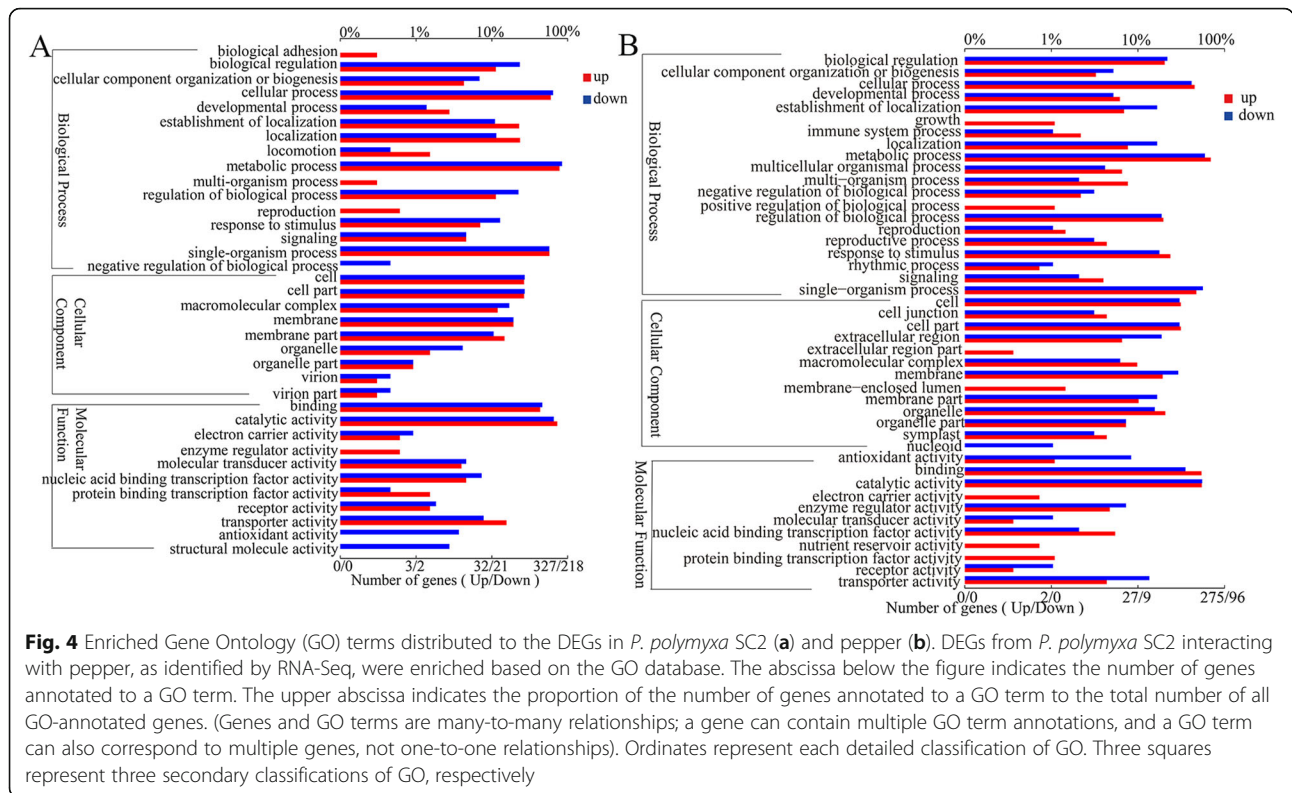 A
0% 1% 10% 100%
up
down
Biological Process
biological adhesion
biological regulation
cellular component organization or biogenesis
cellular process
developmental process
establishment of localization
localization
locomotion
metabolic process
multi-organism process
regulation of biological process
reproduction
response to stimulus
signaling
single-organism process
negative regulation of biological process
Cellular Component
cell
cell part
macromolecular complex
membrane
membrane part
organelle
organelle part
virion
virion part
Molecular Function
binding
catalytic activity
electron carrier activity
enzyme regulator activity
molecular transducer activity
nucleic acid binding transcription factor activity
protein binding transcription factor activity
receptor activity
transporter activity
antioxidant activity
structural molecule activity
0/0 3/2 32/21 327/218
Number of genes ( Up/Down )
B
0% 1% 10% 100%
up
down
Biological Process
biological regulation
cellular component organization or biogenesis
cellular process
developmental process
establishment of localization
growth
immune system process
localization
metabolic process
multicellular organismal process
multi−organism process
negative regulation of biological process
positive regulation of biological process
regulation of biological process
reproduction
reproductive process
response to stimulus
rhythmic process
signaling
single−organism process
Cellular Component
cell
cell junction
cell part
extracellular region
extracellular region part
macromolecular complex
membrane
membrane−enclosed lumen
membrane part
organelle
organelle part
symplast
nucleoid
Molecular Function
antioxidant activity
binding
catalytic activity
electron carrier activity
enzyme regulator activity
molecular transducer activity
nucleic acid binding transcription factor activity
nutrient reservoir activity
protein binding transcription factor activity
receptor activity
transporter activity
0/0 2/0 27/9 275/96
Number of genes ( Up/Down )
Fig. 4 Enriched Gene Ontology (GO) terms distributed to the DEGs in P. polymyxa SC2 (a) and pepper (b). DEGs from P. polymyxa SC2 interacting
with pepper, as identified by RNA-Seq, were enriched based on the GO database. The abscissa below the figure indicates the number of genes
annotated to a GO term. The upper abscissa indicates the proportion of the number of genes annotated to a GO term to the total number of all
GO-annotated genes. (Genes and GO terms are many-to-many relationships; a gene can contain multiple GO term annotations, and a GO term
can also correspond to multiple genes, not one-to-one relationships). Ordinates represent each detailed classification of GO. Three squares
represent three secondary classifications of GO, respectively